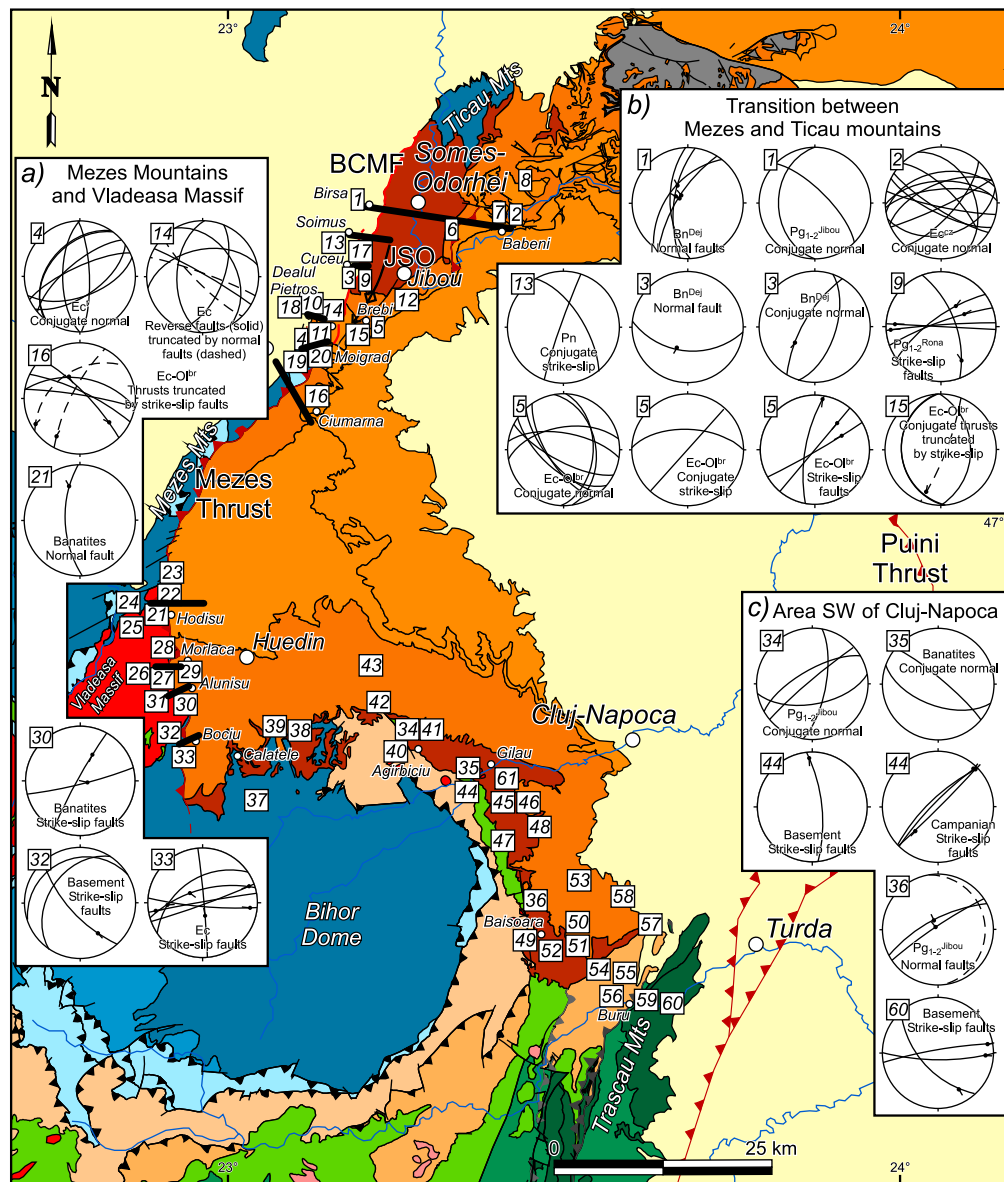 23°
24°
N
Ticau Mts
BCMF
Somes-
Odorhei
Birsa
1
8
7
2
6
Babeni
Soimus
13
17
Cuceu
JSO
Jibou
3
9
12
Dealul
Pietros
18
10
14
Brebi
4
11
15
5
19
20
Moigrad
16
Ciumarna
Mezes Mts
Mezes
Thrust
23
22
24
21
Hodisu
25
28
Morlaca
Huedin
26
27
29
Alunisu
Vladeasa
Massif
31
30
32
Bociu
33
43
42
39
38
34
41
Calatele
40
Agirbiciu
Gilau
Cluj-Napoca
37
35
61
44
45
46
47
48
53
58
36
Baisoara
50
57
49
52
51
54
55
56
Buru
59
60
Bihor
Dome
Turda
Trascau Mts
Puini
Thrust
47°
0
25 km
23°
24°
a)
Mezes Mountains
and Vladeasa Massif
4
Ec
Conjugate normal
14
Ec
Reverse faults (solid)
truncated by normal
faults (dashed)
16
Ec-Ol^br
Thrusts truncated
by strike-slip faults
21
Banatites
Normal fault
30
Banatites
Strike-slip faults
32
Basement
Strike-slip
faults
33
Ec
Strike-slip faults
b)
Transition between
Mezes and Ticau mountains
1
Bn^Dej
Normal faults
1
Pg1-2^Jibou
Conjugate normal
2
Ec^cz
Conjugate normal
13
Pn
Conjugate
strike-slip
3
Bn^Dej
Normal fault
3
Bn^Dej
Conjugate normal
9
Pg1-2^Rona
Strike-slip
faults
5
Ec-Ol^br
Conjugate normal
5
Ec-Ol^br
Conjugate
strike-slip
5
Ec-Ol^br
Strike-slip
faults
15
Ec-Ol^br
Conjugate thrusts
truncated
by strike-slip
c)
Area SW of Cluj-Napoca
34
Pg1-2^Jibou
Conjugate normal
35
Banatites
Conjugate normal
44
Basement
Strike-slip faults
44
Campanian
Strike-slip
faults
36
Pg1-2^Jibou
Normal faults
60
Basement
Strike-slip faults